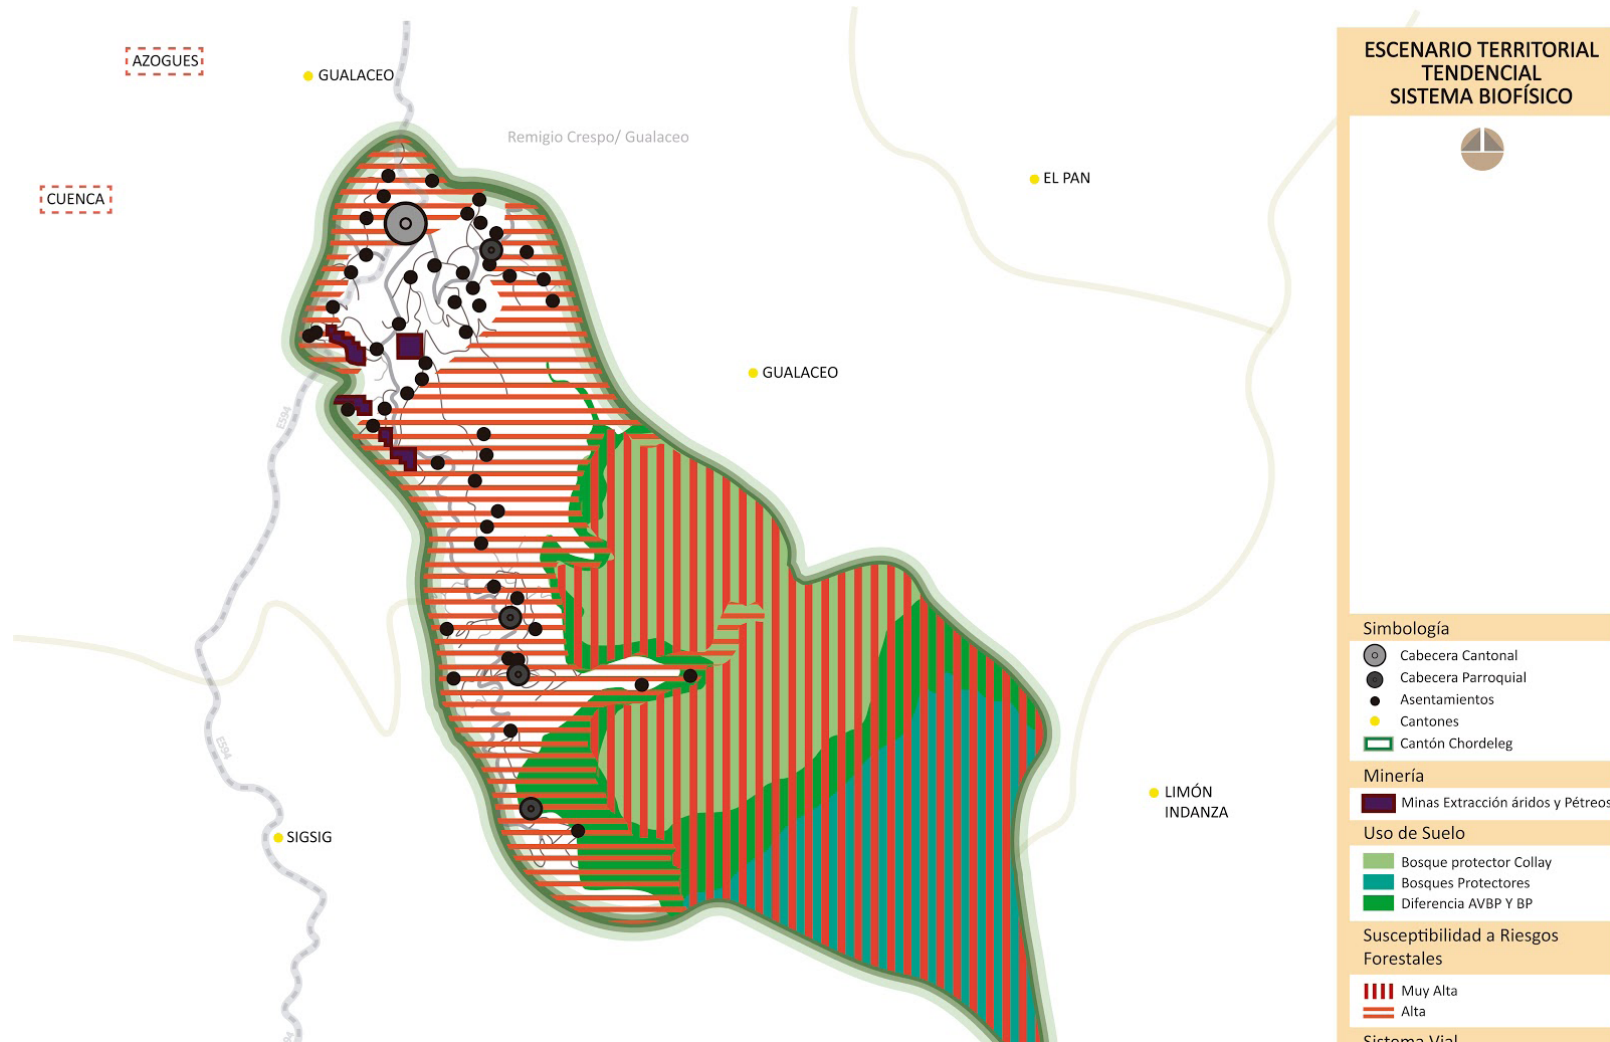 AZOGUES
GUALACEO
Remigio Crespo/ Gualaceo
CUENCA
EL PAN
GUALACEO
E594
E594
LIMÓN
INDANZA
SIGSIG
ESCENARIO TERRITORIAL
TENDENCIAL
SISTEMA BIOFÍSICO
Simbología
Cabecera Cantonal
Cabecera Parroquial
Asentamientos
Cantones
Cantón Chordeleg
Minería
Minas Extracción áridos y Pétreos
Uso de Suelo
Bosque protector Collay
Bosques Protectores
Diferencia AVBP Y BP
Susceptibilidad a Riesgos
Forestales
Muy Alta
Alta
Sistema Vial